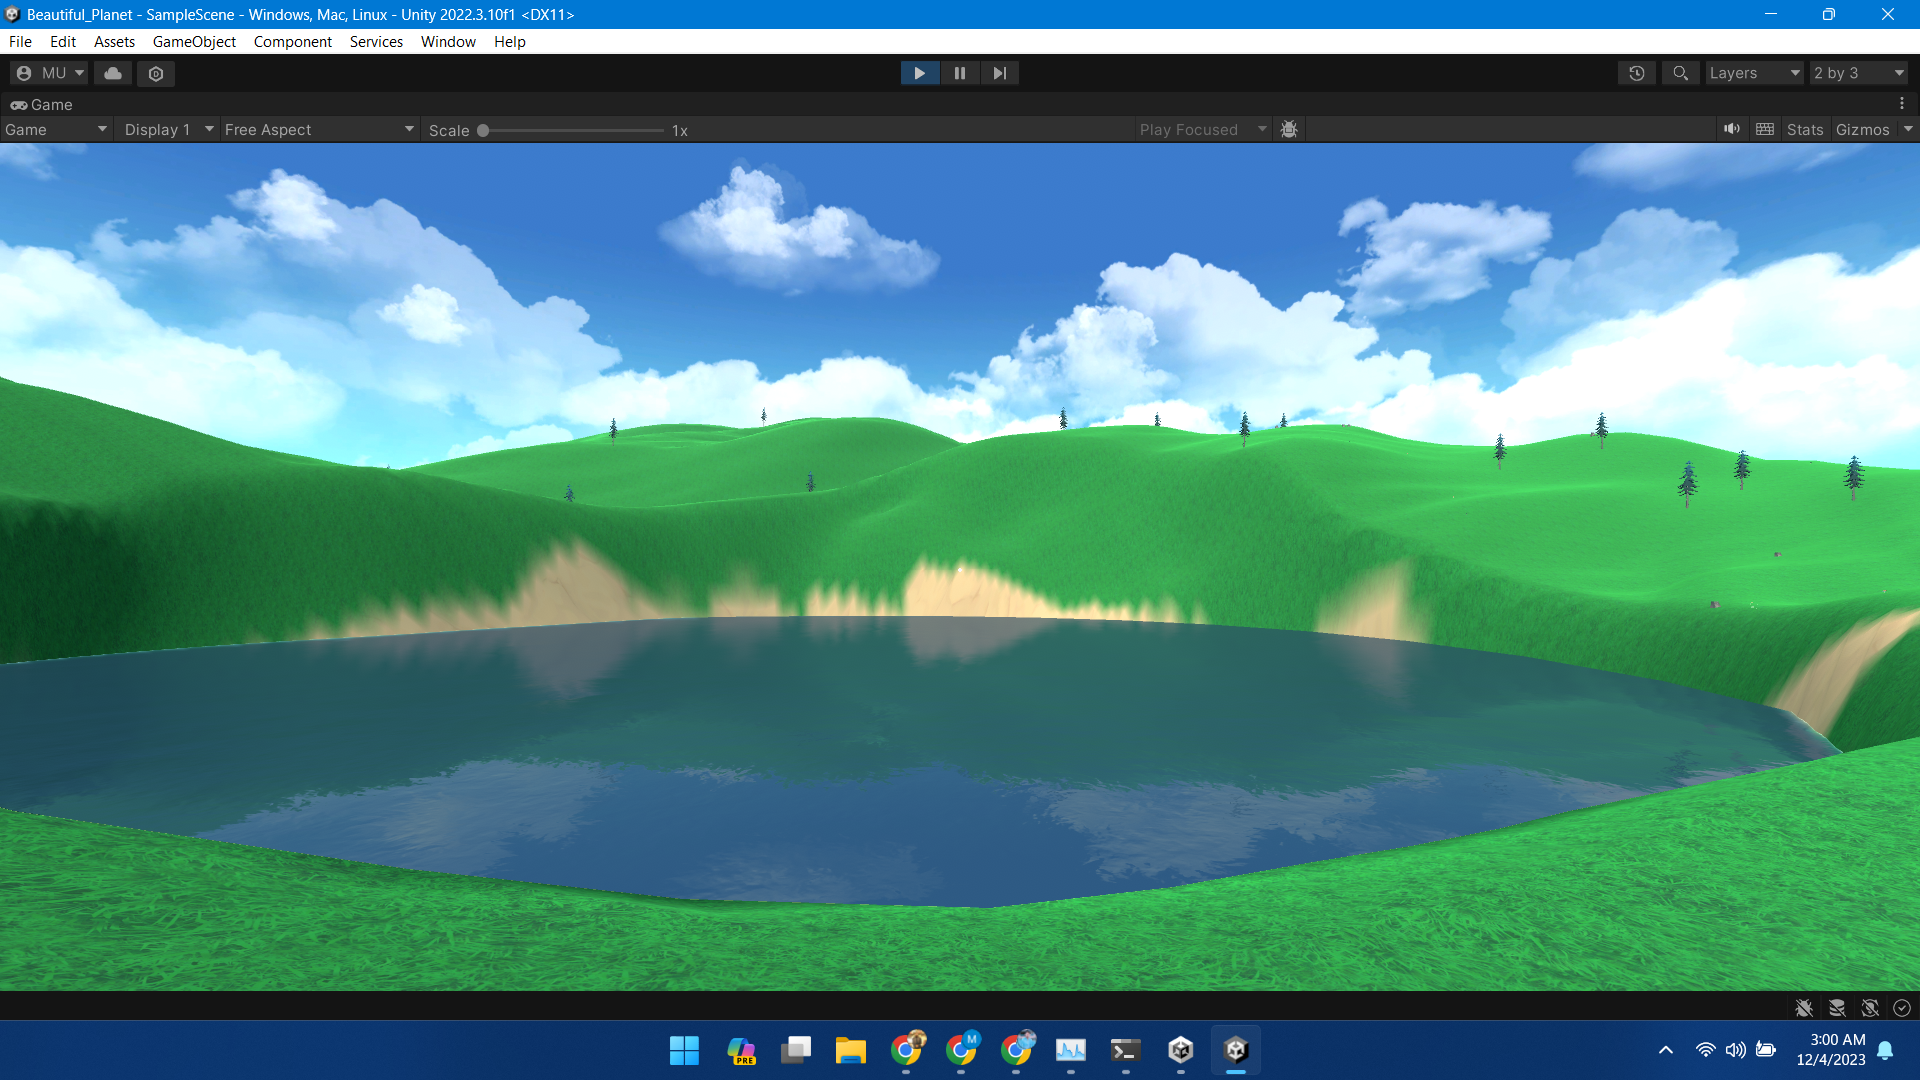 Beautiful_Planet - SampleScene - Windows, Mac, Linux - Unity 2022.3.10f1 <DX11>
File Edit Assets GameObject Component Services Window Help
MU Layers 2 by 3
Game
Game Display 1 Free Aspect Scale 1x Play Focused Stats Gizmos
PRE M
3:00 AM
12/4/2023